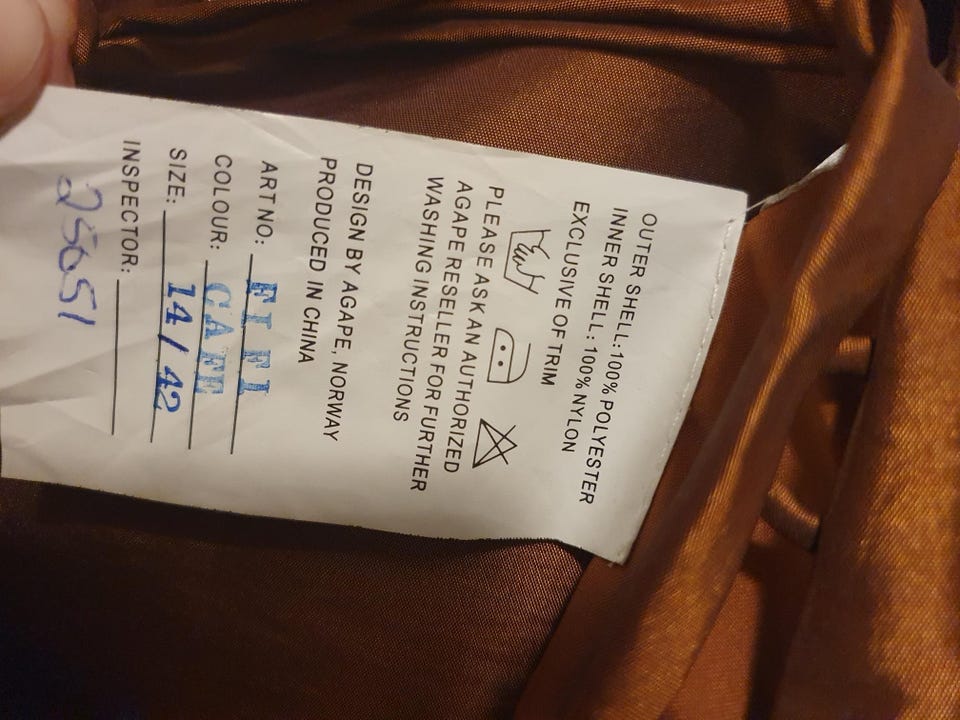 OUTER SHELL:100% POLYESTER
INNER SHELL: 100% NYLON
EXCLUSIVE OF TRIM
PLEASE ASK AN AUTHORIZED
AGAPE RESELLER FOR FURTHER
WASHING INSTRUCTIONS
DESIGN BY AGAPE, NORWAY
PRODUCED IN CHINA
ART NO: FIFI
COLOUR: CAFE
SIZE: 14/42
INSPECTOR:
25651